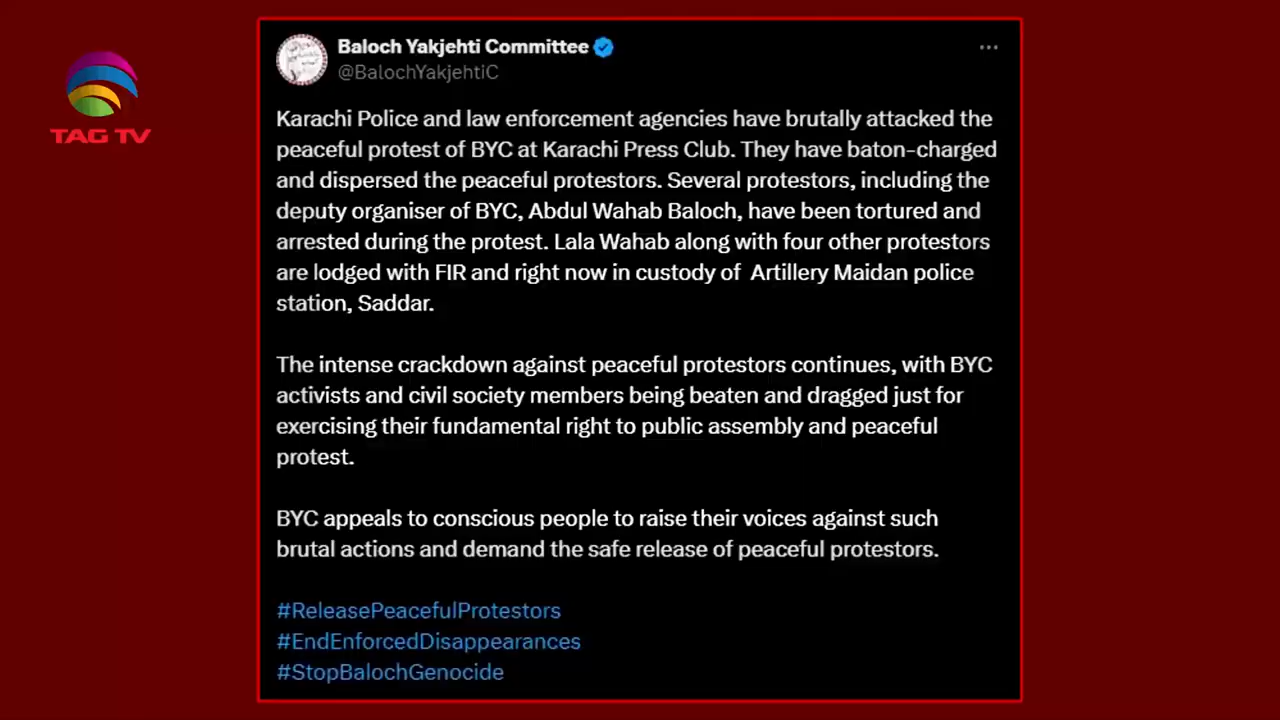 TAG TV
Baloch Yakjehti Committee
@BalochYakjehtiC
Karachi Police and law enforcement agencies have brutally attacked the
peaceful protest of BYC at Karachi Press Club. They have baton-charged
and dispersed the peaceful protestors. Several protestors, including the
deputy organiser of BYC, Abdul Wahab Baloch, have been tortured and
arrested during the protest. Lala Wahab along with four other protestors
are lodged with FIR and right now in custody of Artillery Maidan police
station, Saddar.
The intense crackdown against peaceful protestors continues, with BYC
activists and civil society members being beaten and dragged just for
exercising their fundamental right to public assembly and peaceful
protest.
BYC appeals to conscious people to raise their voices against such
brutal actions and demand the safe release of peaceful protestors.
#ReleasePeacefulProtestors
#EndEnforcedDisappearances
#StopBalochGenocide